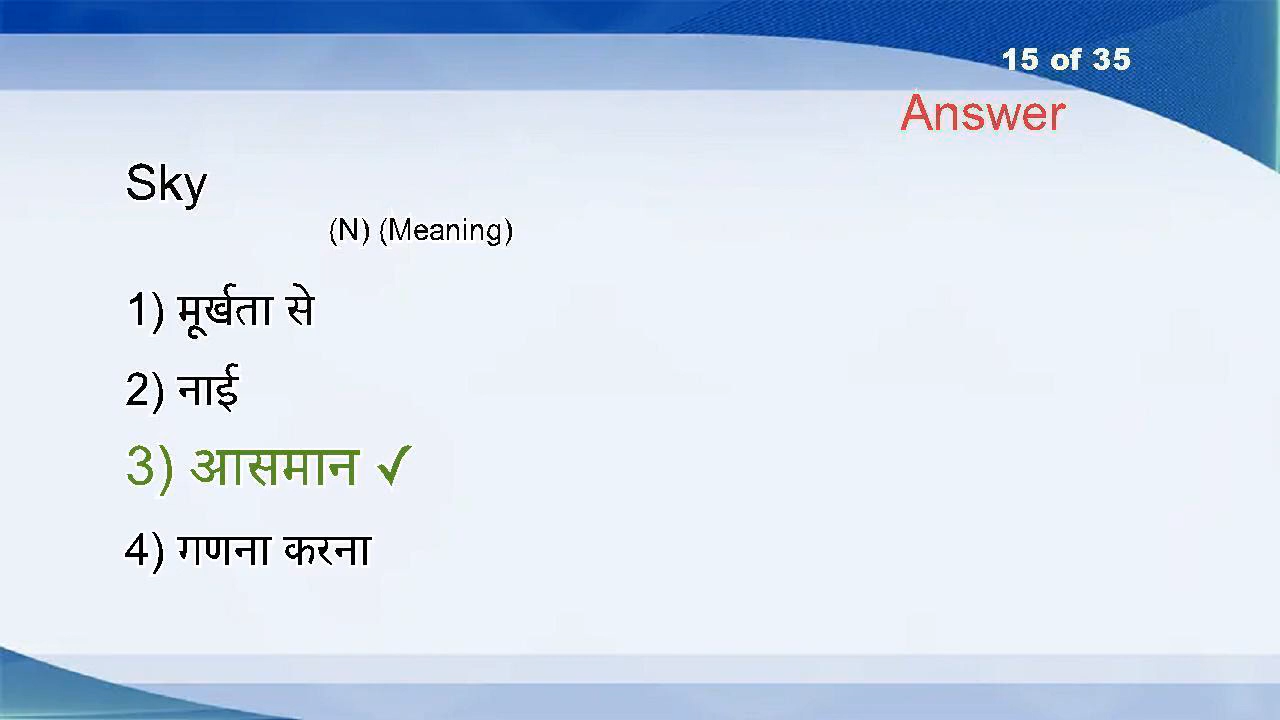 15 of 35
Answer
Sky
(N) (Meaning)
1) मूर्खता से
2) नाई
3) आसमान ✓
4) गणना करना